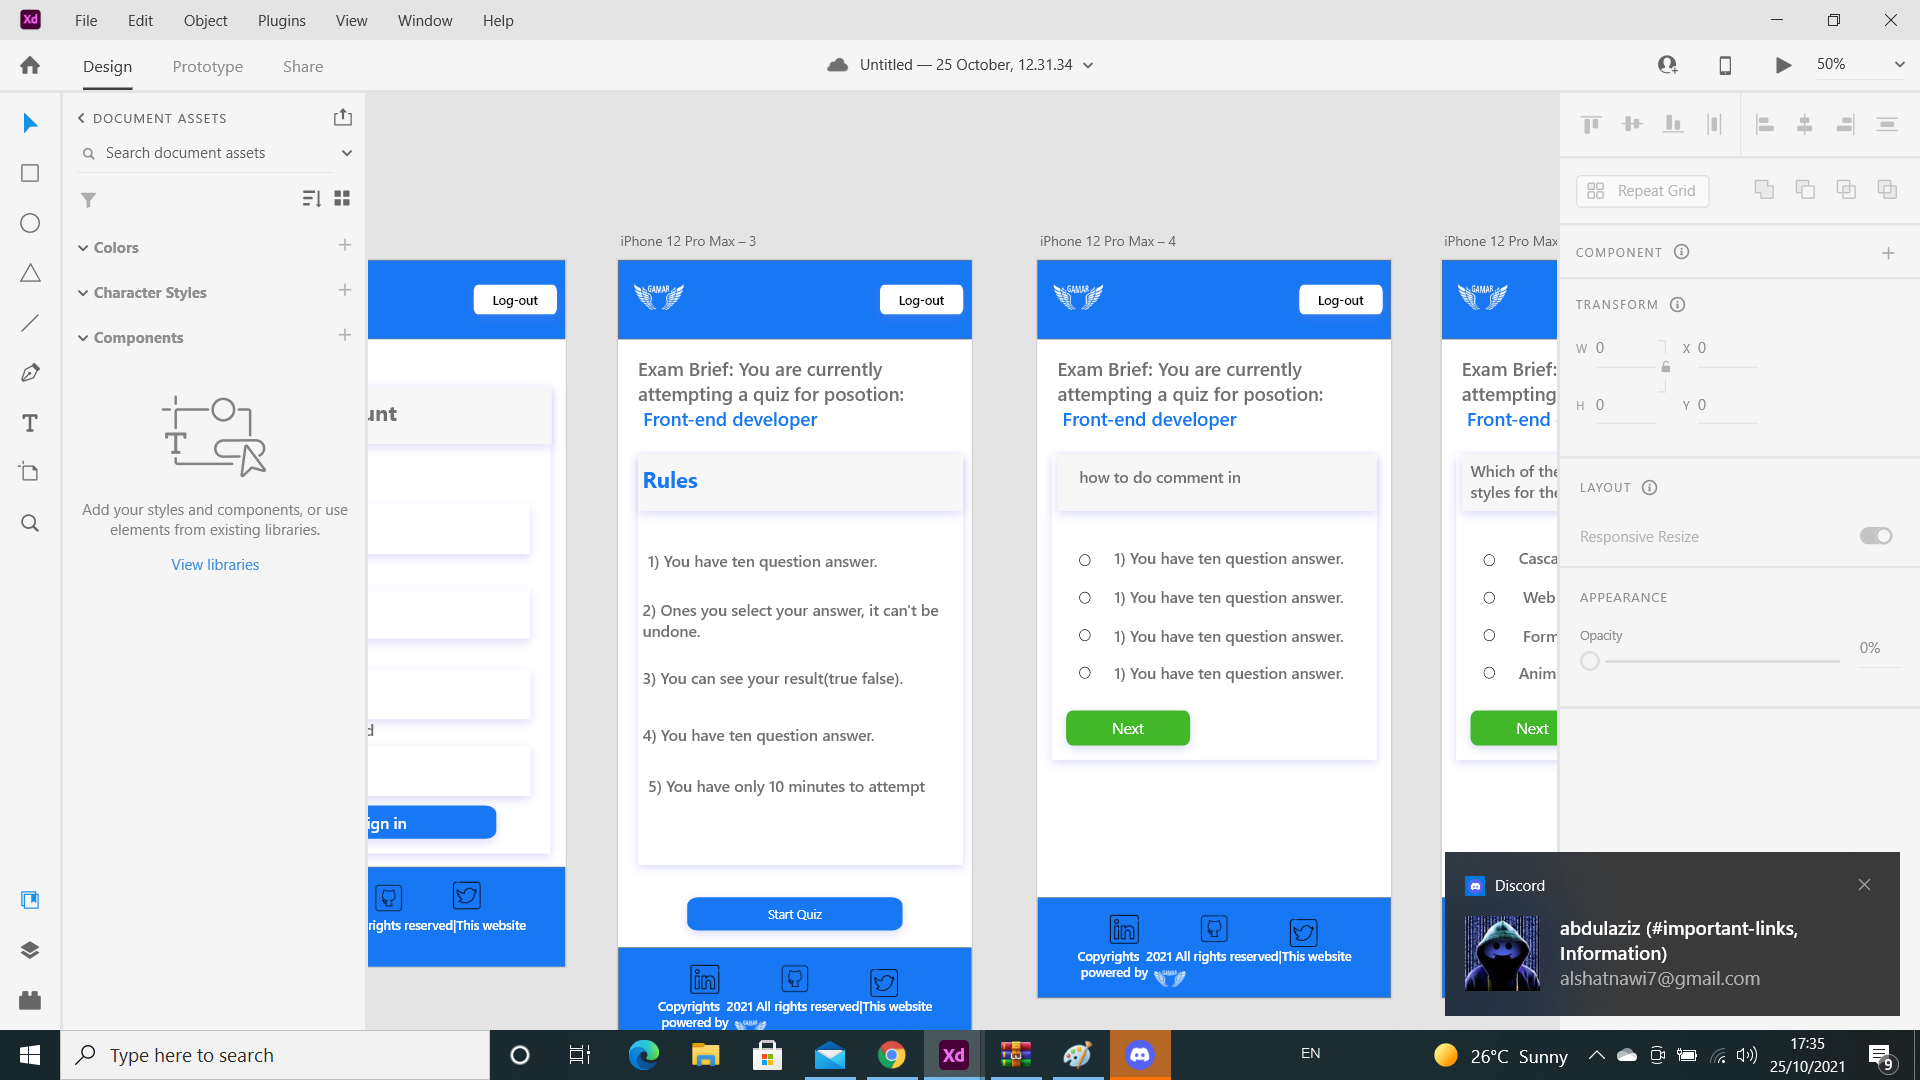 Xd File Edit Object Plugins View Window Help
Design Prototype Share
Untitled — 25 October, 12.31.34
50%
DOCUMENT ASSETS
Search document assets
Colors
Character Styles
Components
Add your styles and components, or use
elements from existing libraries.
View libraries
Log-out
unt
d
ign in
rights reserved|This website
iPhone 12 Pro Max – 3
GAMAR
Log-out
Exam Brief: You are currently
attempting a quiz for posotion:
Front-end developer
Rules
1) You have ten question answer.
2) Ones you select your answer, it can't be
undone.
3) You can see your result(true false).
4) You have ten question answer.
5) You have only 10 minutes to attempt
Start Quiz
in
Copyrights 2021 All rights reserved|This website
powered by
iPhone 12 Pro Max – 4
GAMAR
Log-out
Exam Brief: You are currently
attempting a quiz for posotion:
Front-end developer
how to do comment in
1) You have ten question answer.
1) You have ten question answer.
1) You have ten question answer.
1) You have ten question answer.
Next
in
Copyrights 2021 All rights reserved|This website
powered by
iPhone 12 Pro Max
GAMAR
Exam Brief:
attempting
Front-end
Which of the
styles for the
Casca
Web
Form
Anim
Next
Repeat Grid
COMPONENT
TRANSFORM
W 0 X 0
H 0 Y 0
LAYOUT
Responsive Resize
APPEARANCE
Opacity
0%
Discord
abdulaziz (#important-links,
Information)
alshatnawi7@gmail.com
Type here to search
Xd
EN
26°C Sunny
17:35
25/10/2021
9